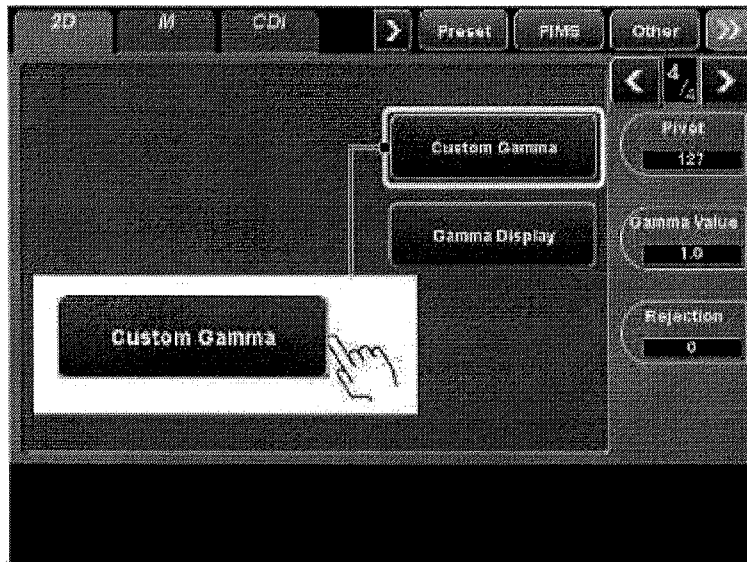 2D M CDI Preset PIMS Other
4/4
Pivot
127
Custom Gamma
Gamma Display
Gamma Value
1.0
Custom Gamma
Rejection
0